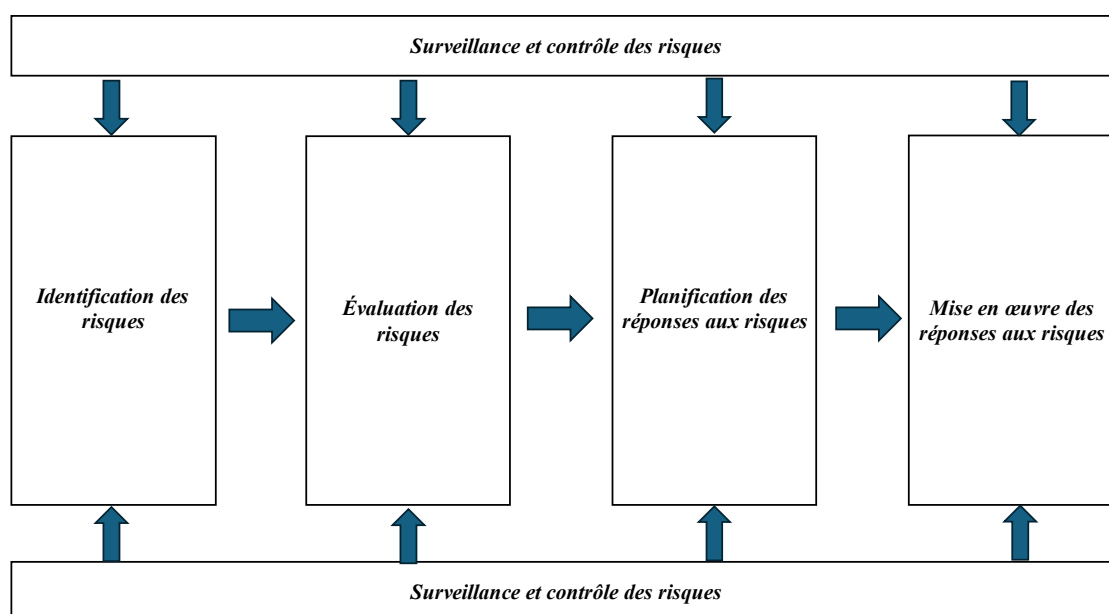 Surveillance et contrôle des risques
Identification des
risques
Évaluation des
risques
Planification des
réponses aux risques
Mise en œuvre des
réponses aux risques
Surveillance et contrôle des risques